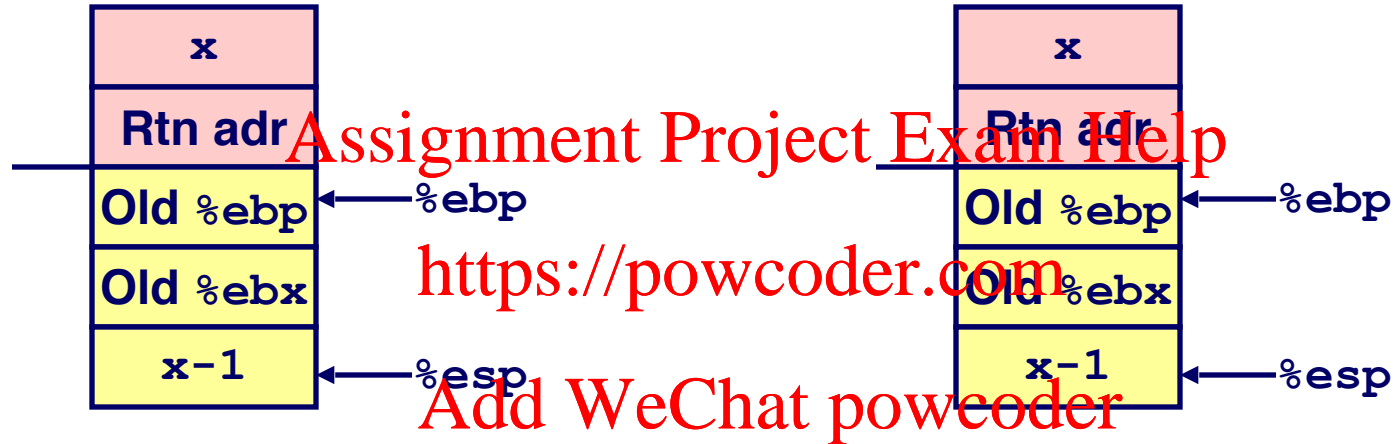 x x
Rtn adr Rtn adr
Assignment Project Exam Help
Old %ebp %ebp Old %ebp %ebp
https://powcoder.com
Old %ebx Old %ebx
x-1 %esp x-1 %esp
Add WeChat powcoder